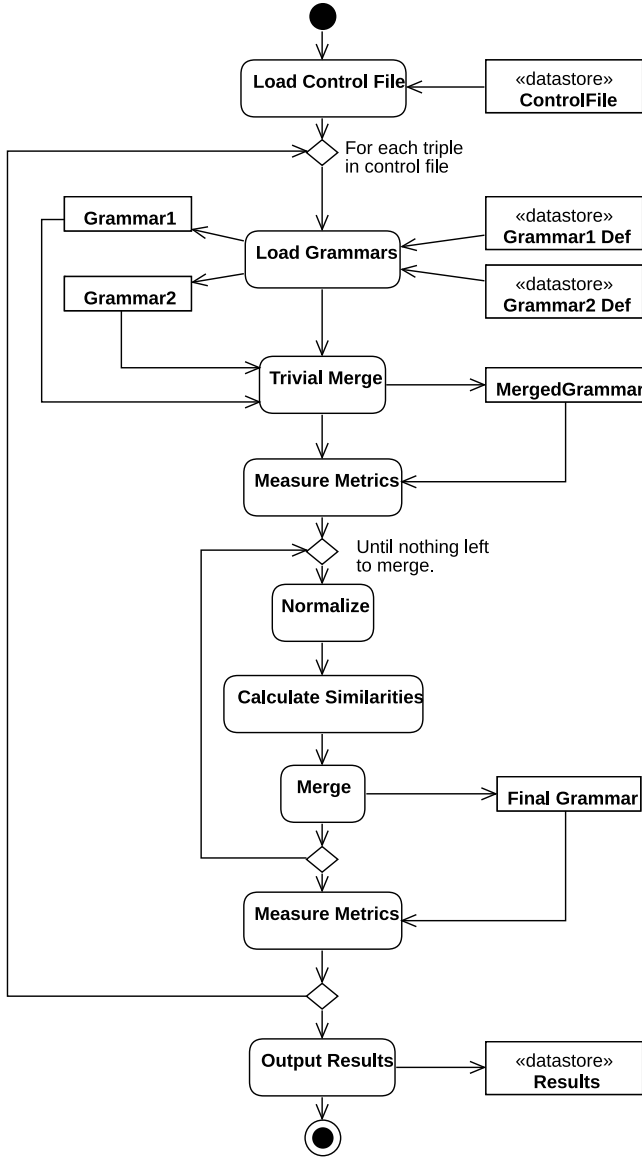 Load Control File
«datastore»
ControlFile
For each triple
in control file
Grammar1
«datastore»
Grammar1 Def
Load Grammars
Grammar2
«datastore»
Grammar2 Def
Trivial Merge
MergedGrammar
Measure Metrics
Until nothing left
to merge.
Normalize
Calculate Similarities
Merge
Final Grammar
Measure Metrics
Output Results
«datastore»
Results